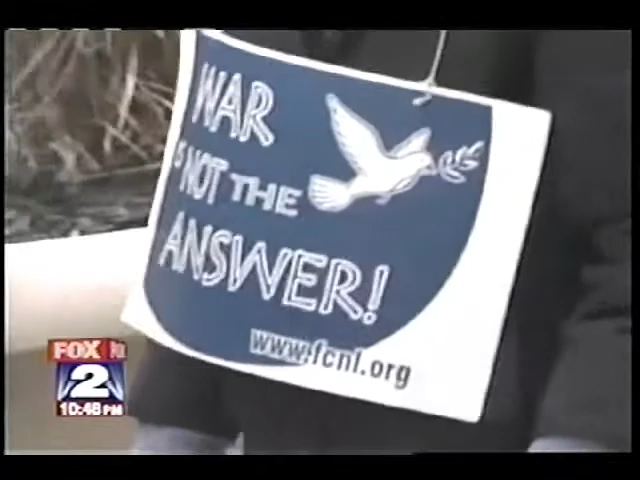 WAR
is NOT THE
ANSWER!
www.fcnl.org
FOX
2
10:48 PM